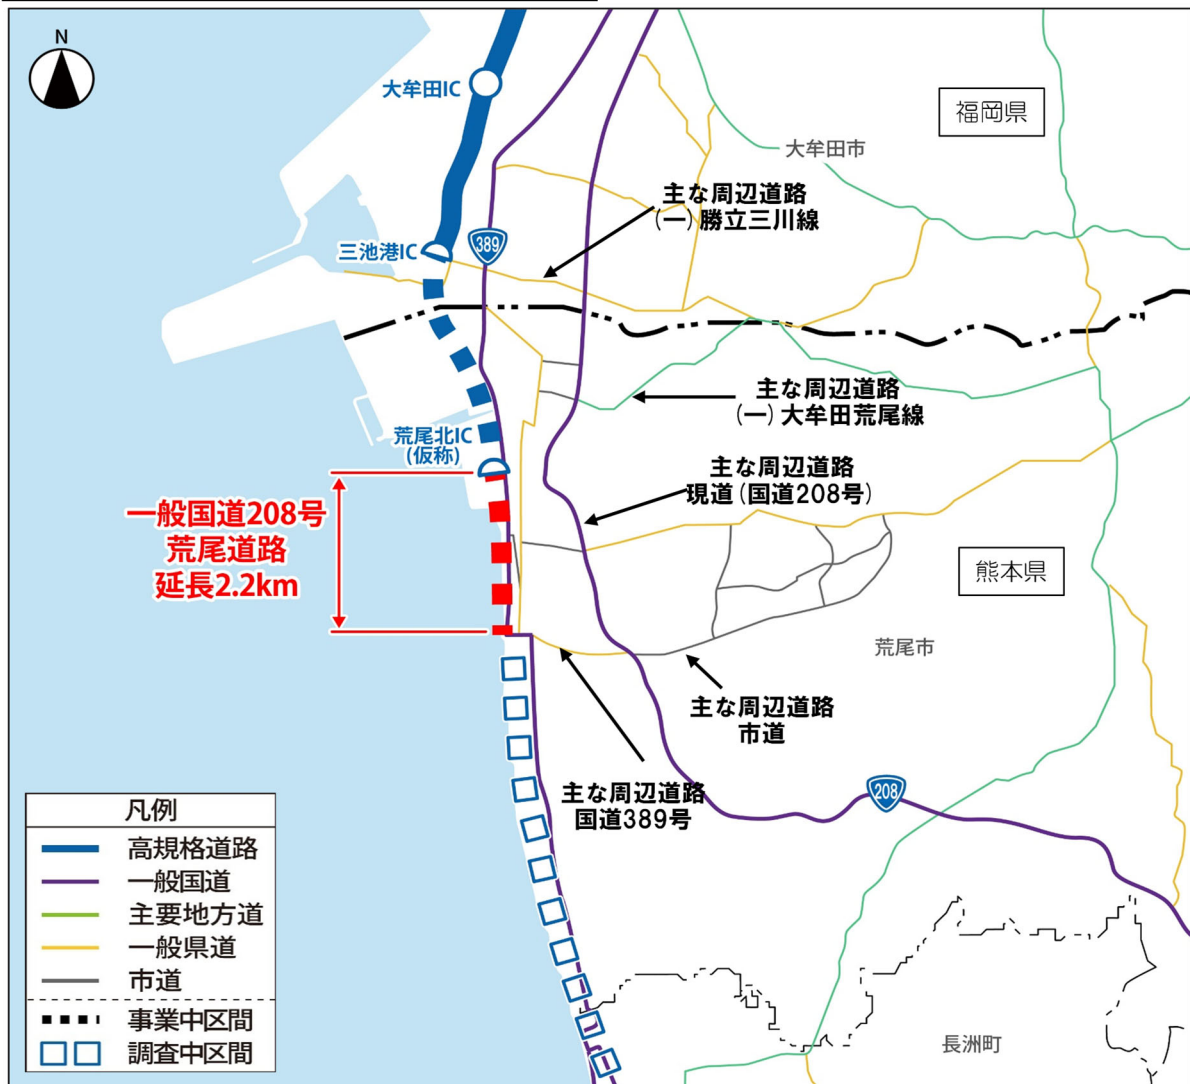 N
大牟田IC
福岡県
大牟田市
主な周辺道路
(一)勝立三川線
389
三池港IC
主な周辺道路
(一)大牟田荒尾線
荒尾北IC
(仮称)
主な周辺道路
現道(国道208号)
一般国道208号
荒尾道路
延長2.2km
熊本県
荒尾市
主な周辺道路
市道
主な周辺道路
国道389号
208
凡例
高規格道路
一般国道
主要地方道
一般県道
市道
事業中区間
調査中区間
長洲町